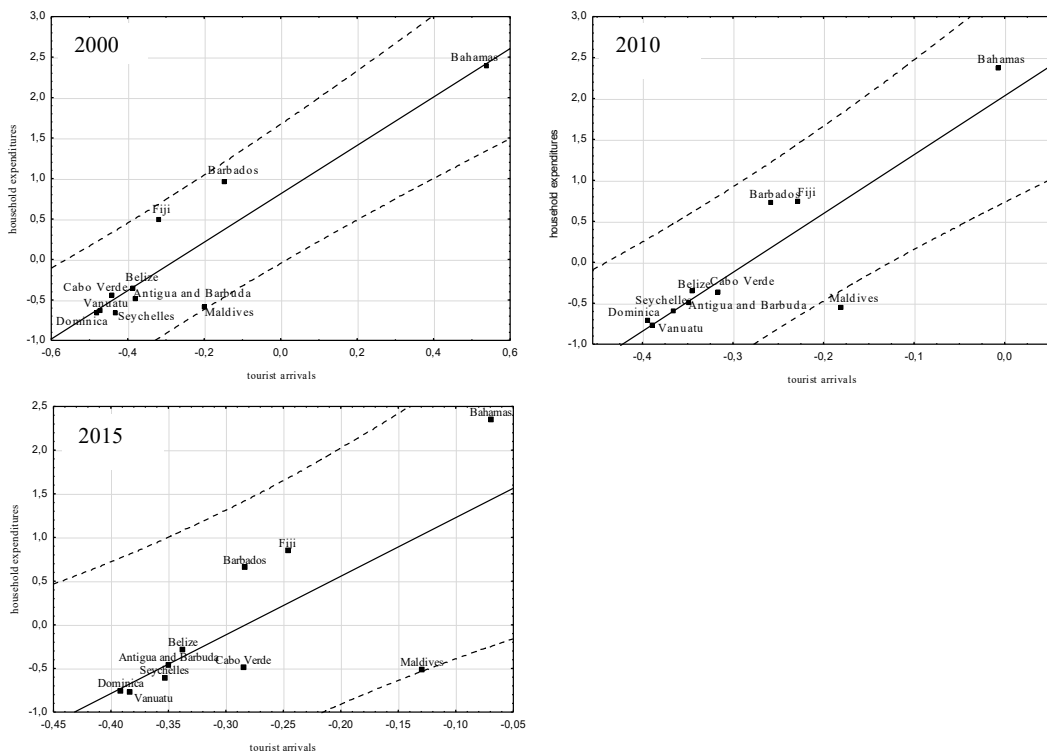 2000
household expenditures
3,0
2,5
2,0
1,5
1,0
0,5
0,0
-0,5
-1,0
Bahamas
Barbados
Fiji
Belize
Cabo Verde
Antigua and Barbuda
Vanuatu
Maldives
Dominica
Seychelles
-0,6 -0,4 -0,2 0,0 0,2 0,4 0,6
tourist arrivals
2010
household expenditures
3,0
2,5
2,0
1,5
1,0
0,5
0,0
-0,5
-1,0
Bahamas
Barbados
Fiji
Belize
Cabo Verde
Seychelles
Antigua and Barbuda
Maldives
Dominica
Vanuatu
-0,4 -0,3 -0,2 -0,1 0,0
tourist arrivals
2015
household expenditures
2,5
2,0
1,5
1,0
0,5
0,0
-0,5
-1,0
Bahamas
Fiji
Barbados
Belize
Antigua and Barbuda
Cabo Verde
Maldives
Seychelles
Dominica
Vanuatu
-0,45 -0,40 -0,35 -0,30 -0,25 -0,20 -0,15 -0,10 -0,05
tourist arrivals